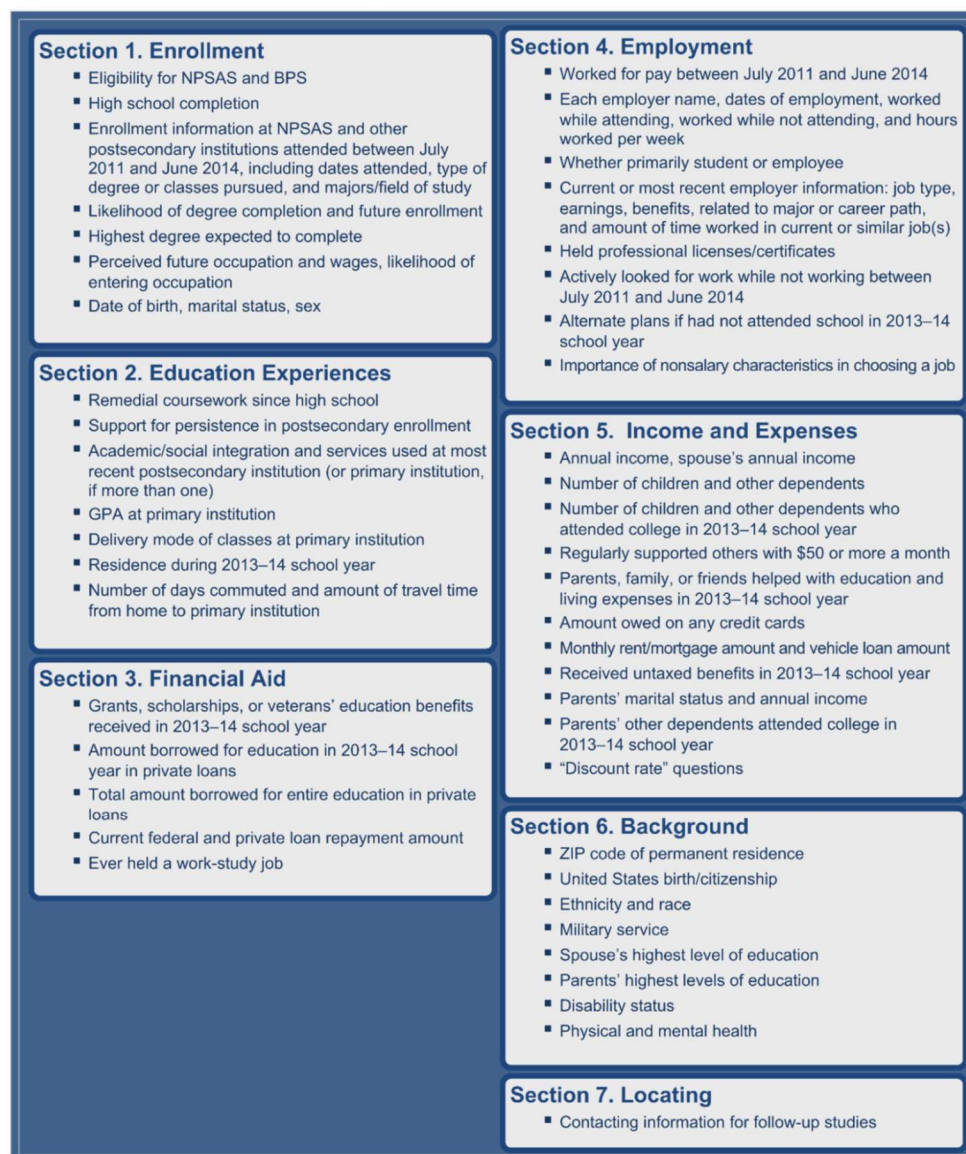 Section 1. Enrollment
▪ Eligibility for NPSAS and BPS
▪ High school completion
▪ Enrollment information at NPSAS and other
postsecondary institutions attended between July
2011 and June 2014, including dates attended, type of
degree or classes pursued, and majors/field of study
▪ Likelihood of degree completion and future enrollment
▪ Highest degree expected to complete
▪ Perceived future occupation and wages, likelihood of
entering occupation
▪ Date of birth, marital status, sex
Section 2. Education Experiences
▪ Remedial coursework since high school
▪ Support for persistence in postsecondary enrollment
▪ Academic/social integration and services used at most
recent postsecondary institution (or primary institution,
if more than one)
▪ GPA at primary institution
▪ Delivery mode of classes at primary institution
▪ Residence during 2013–14 school year
▪ Number of days commuted and amount of travel time
from home to primary institution
Section 3. Financial Aid
▪ Grants, scholarships, or veterans’ education benefits
received in 2013–14 school year
▪ Amount borrowed for education in 2013–14 school
year in private loans
▪ Total amount borrowed for entire education in private
loans
▪ Current federal and private loan repayment amount
▪ Ever held a work-study job
Section 4. Employment
▪ Worked for pay between July 2011 and June 2014
▪ Each employer name, dates of employment, worked
while attending, worked while not attending, and hours
worked per week
▪ Whether primarily student or employee
▪ Current or most recent employer information: job type,
earnings, benefits, related to major or career path,
and amount of time worked in current or similar job(s)
▪ Held professional licenses/certificates
▪ Actively looked for work while not working between
July 2011 and June 2014
▪ Alternate plans if had not attended school in 2013–14
school year
▪ Importance of nonsalary characteristics in choosing a job
Section 5. Income and Expenses
▪ Annual income, spouse’s annual income
▪ Number of children and other dependents
▪ Number of children and other dependents who
attended college in 2013–14 school year
▪ Regularly supported others with $50 or more a month
▪ Parents, family, or friends helped with education and
living expenses in 2013–14 school year
▪ Amount owed on any credit cards
▪ Monthly rent/mortgage amount and vehicle loan amount
▪ Received untaxed benefits in 2013–14 school year
▪ Parents’ marital status and annual income
▪ Parents’ other dependents attended college in
2013–14 school year
▪ “Discount rate” questions
Section 6. Background
▪ ZIP code of permanent residence
▪ United States birth/citizenship
▪ Ethnicity and race
▪ Military service
▪ Spouse’s highest level of education
▪ Parents’ highest levels of education
▪ Disability status
▪ Physical and mental health
Section 7. Locating
▪ Contacting information for follow-up studies